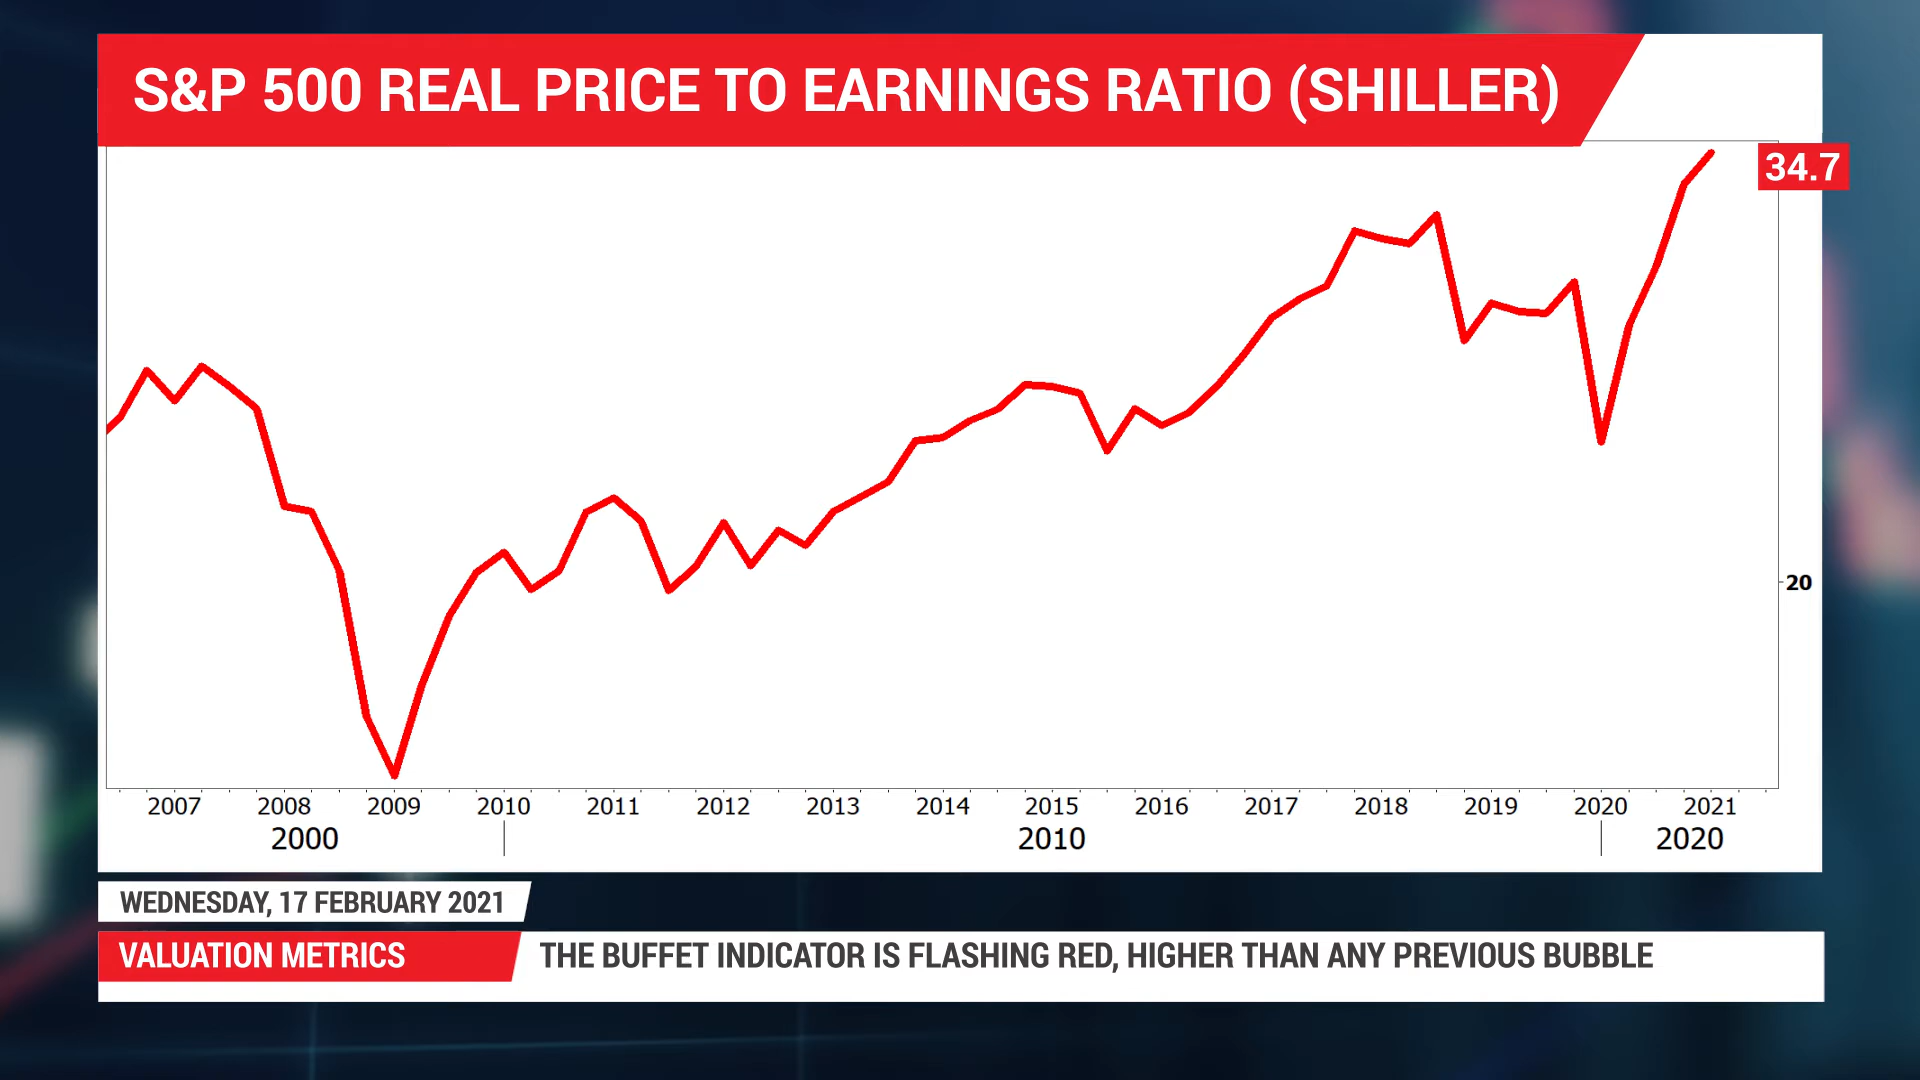 S&P 500 REAL PRICE TO EARNINGS RATIO (SHILLER)
34.7
20
2007 2008 2009 2010 2011 2012 2013 2014 2015 2016 2017 2018 2019 2020 2021
2000 2010 2020
WEDNESDAY, 17 FEBRUARY 2021
VALUATION METRICS THE BUFFET INDICATOR IS FLASHING RED, HIGHER THAN ANY PREVIOUS BUBBLE